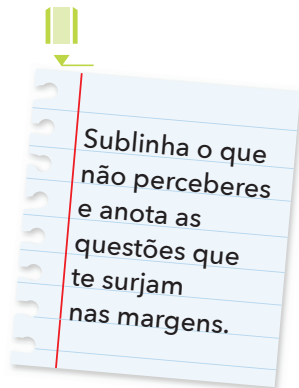 Sublinha o que
não perceberes
e anota as
questões que
te surjam
nas margens.